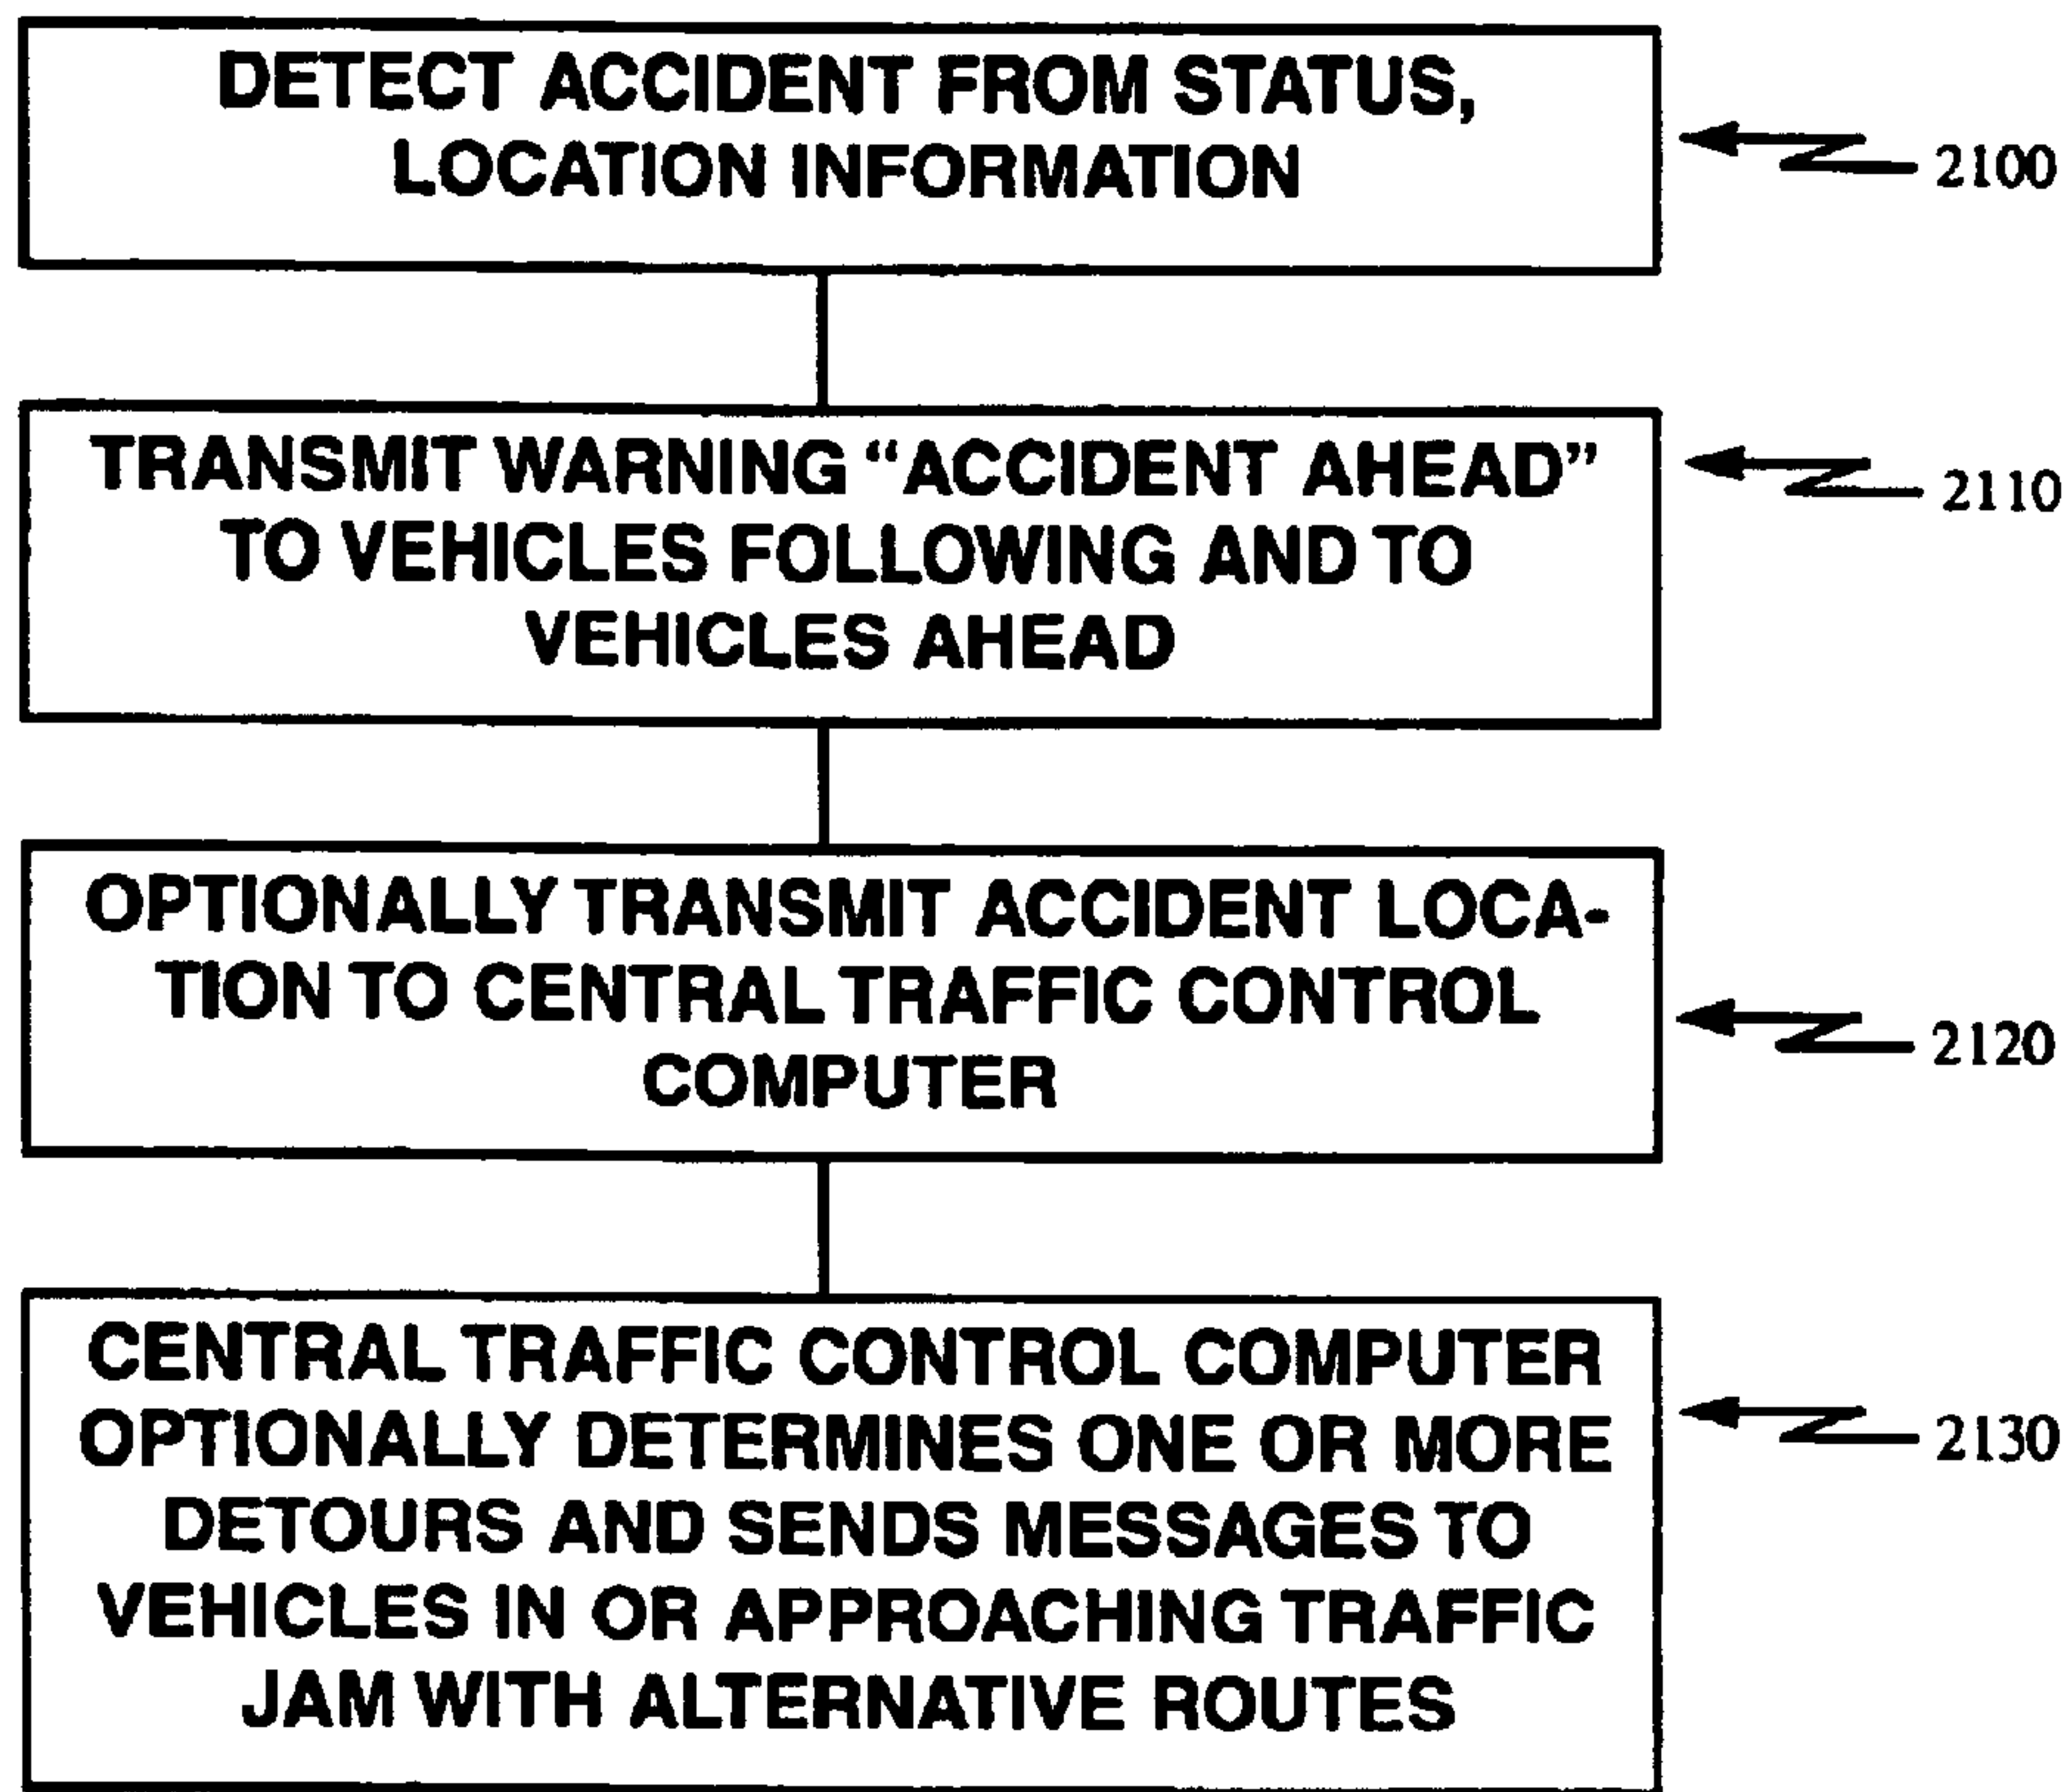 DETECT ACCIDENT FROM STATUS,
LOCATION INFORMATION
2100
TRANSMIT WARNING “ACCIDENT AHEAD”
TO VEHICLES FOLLOWING AND TO
VEHICLES AHEAD
2110
OPTIONALLY TRANSMIT ACCIDENT LOCA-
TION TO CENTRAL TRAFFIC CONTROL
COMPUTER
2120
CENTRAL TRAFFIC CONTROL COMPUTER
OPTIONALLY DETERMINES ONE OR MORE
DETOURS AND SENDS MESSAGES TO
VEHICLES IN OR APPROACHING TRAFFIC
JAM WITH ALTERNATIVE ROUTES
2130